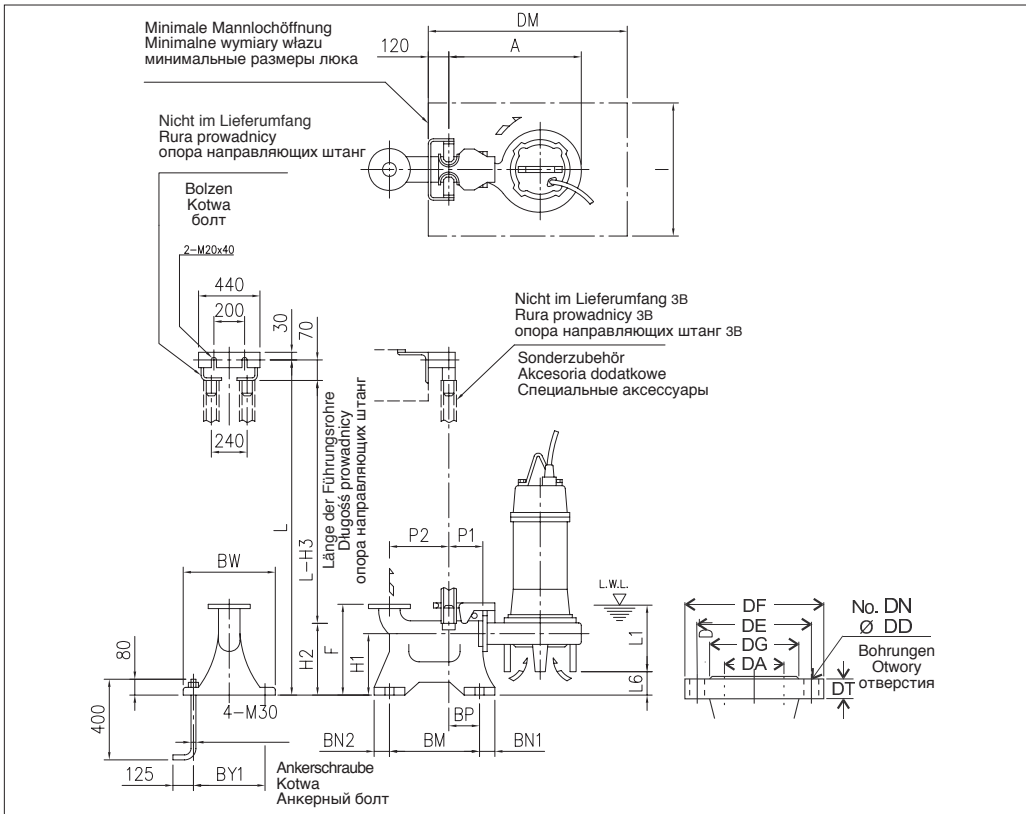 Minimale Mannlochöffnung
Minimalne wymiary włazu
минимальные размеры люка
DM
120
A
I
Nicht im Lieferumfang
Rura prowadnicy
опора направляющих штанг
Bolzen
Kotwa
болт
2-M20x40
440
200
30
70
240
Nicht im Lieferumfang 3B
Rura prowadnicy 3B
опора направляющих штанг 3B
Sonderzubehör
Akcesoria dodatkowe
Специальные аксессуары
L
L-H3
Länge der Führungsrohre
Długość prowadnicy
опора направляющих штанг
P2
P1
BW
L.W.L.
H2
F
H1
L1
L6
80
400
4-M30
125
BY1
BN2
BM
BP
BN1
Ankerschraube
Kotwa
Анкерный болт
DF
DE
DG
DA
DT
No. DN
Ø DD
Bohrungen
Otwory
отверстия